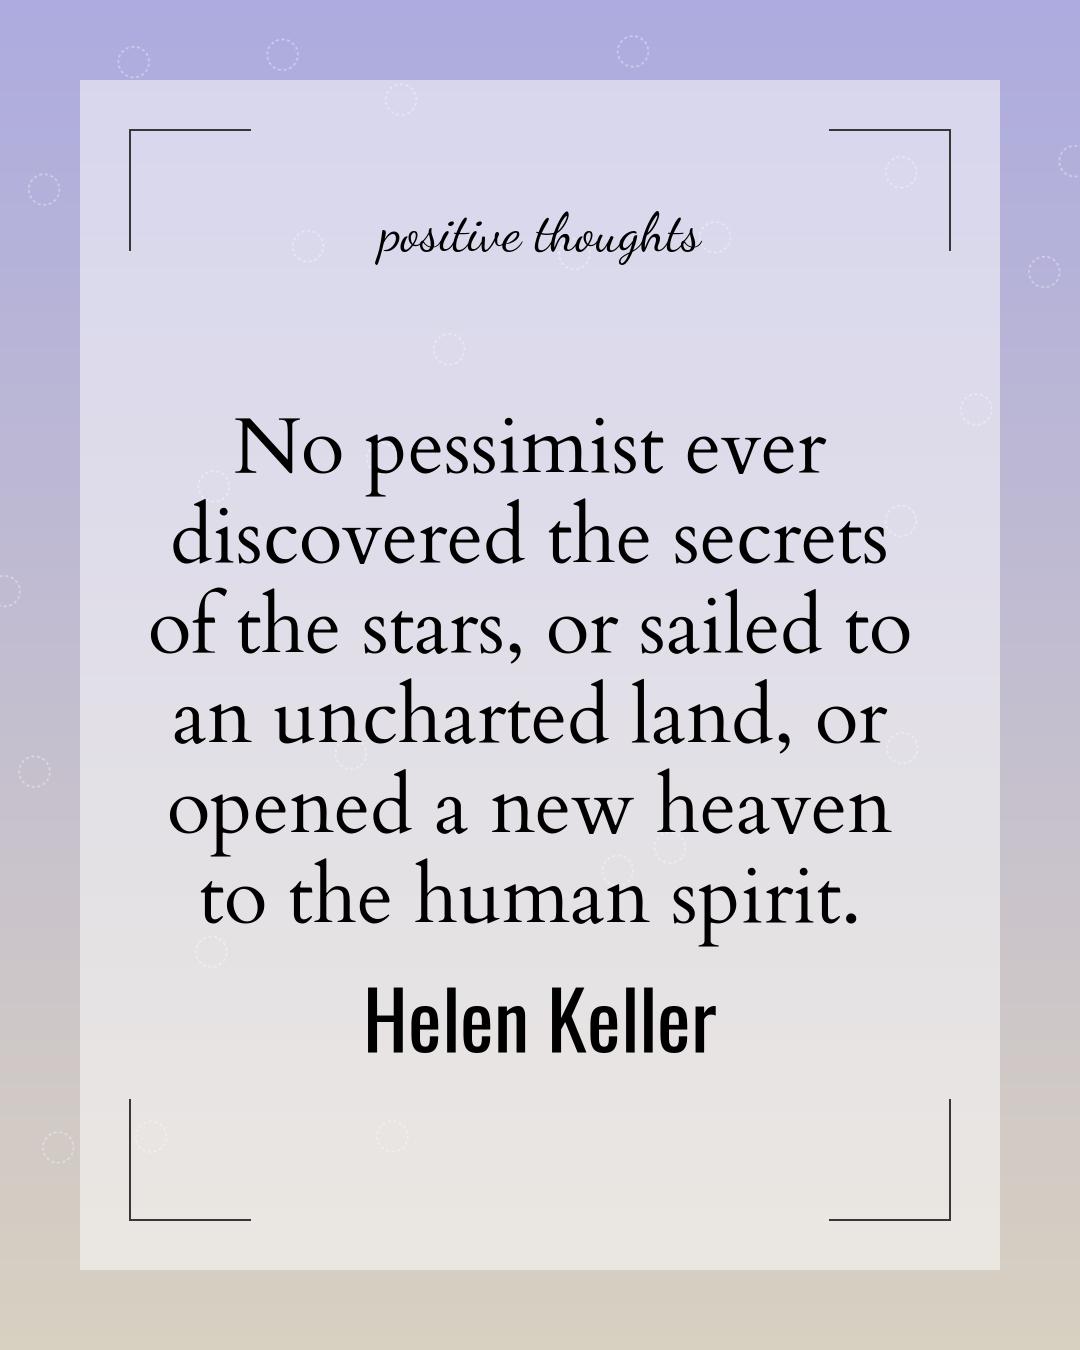 positive thoughts
No pessimist ever
discovered the secrets
of the stars, or sailed to
an uncharted land, or
opened a new heaven
to the human spirit.
Helen Keller